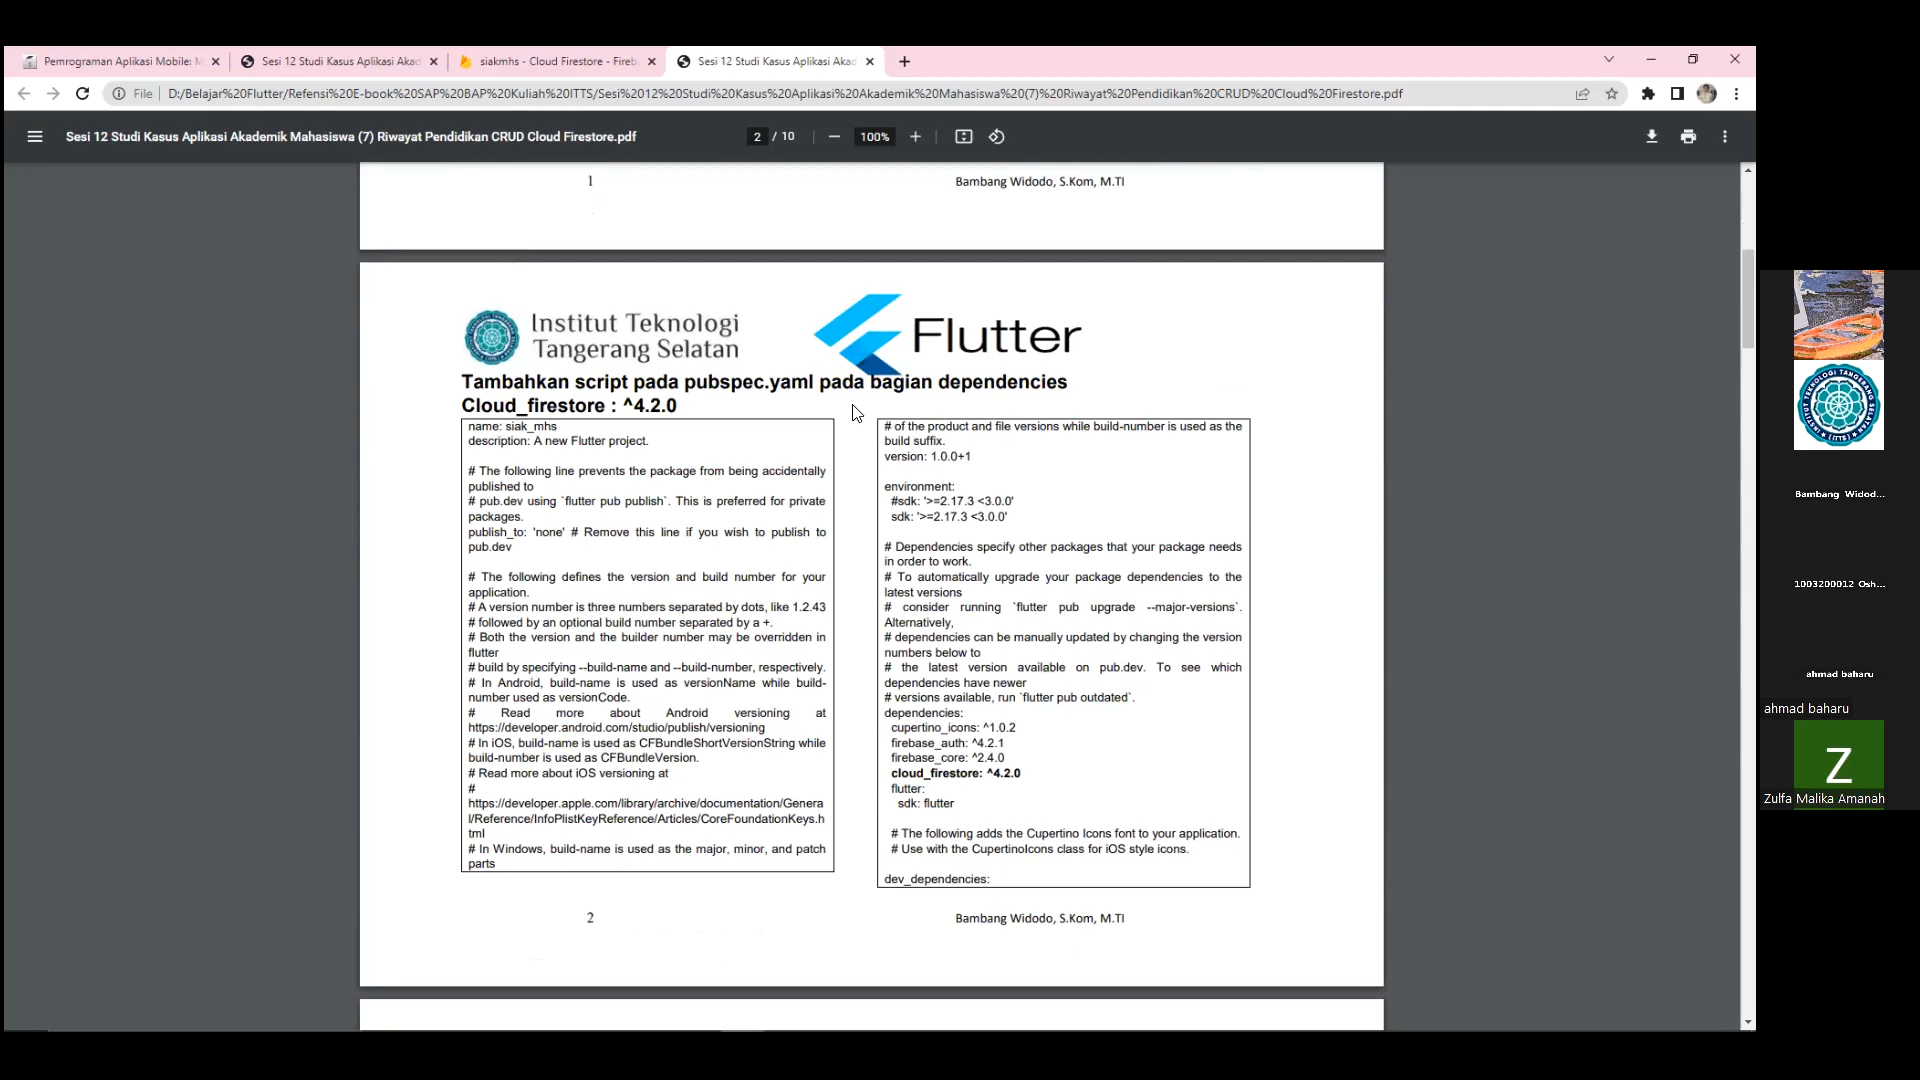 Pemrograman Aplikasi Mobile: M
Sesi 12 Studi Kasus Aplikasi Akad
siakmhs - Cloud Firestore - Fireb
Sesi 12 Studi Kasus Aplikasi Akad
File
D:/Belajar%20Flutter/Refensi%20E-book%20SAP%20BAP%20Kuliah%20ITTS/Sesi%2012%20Studi%20Kasus%20Aplikasi%20Akademik%20Mahasiswa%20(7)%20Riwayat%20Pendidikan%20CRUD%20Cloud%20Firestore.pdf
Sesi 12 Studi Kasus Aplikasi Akademik Mahasiswa (7) Riwayat Pendidikan CRUD Cloud Firestore.pdf
2 / 10
100%
1
Bambang Widodo, S.Kom, M.TI
Institut Teknologi
Tangerang Selatan
Flutter
Tambahkan script pada pubspec.yaml pada bagian dependencies
Cloud_firestore : ^4.2.0
name: siak_mhs
description: A new Flutter project.
# The following line prevents the package from being accidentally
published to
# pub.dev using `flutter pub publish`. This is preferred for private
packages.
publish_to: 'none' # Remove this line if you wish to publish to
pub.dev
# The following defines the version and build number for your
application.
# A version number is three numbers separated by dots, like 1.2.43
# followed by an optional build number separated by a +.
# Both the version and the builder number may be overridden in
flutter
# build by specifying --build-name and --build-number, respectively.
# In Android, build-name is used as versionName while build-
number used as versionCode.
# Read more about Android versioning at
https://developer.android.com/studio/publish/versioning
# In iOS, build-name is used as CFBundleShortVersionString while
build-number is used as CFBundleVersion.
# Read more about iOS versioning at
#
https://developer.apple.com/library/archive/documentation/Genera
l/Reference/InfoPlistKeyReference/Articles/CoreFoundationKeys.h
tml
# In Windows, build-name is used as the major, minor, and patch
parts
# of the product and file versions while build-number is used as the
build suffix.
version: 1.0.0+1
environment:
#sdk: '>=2.17.3 <3.0.0'
sdk: '>=2.17.3 <3.0.0'
# Dependencies specify other packages that your package needs
in order to work.
# To automatically upgrade your package dependencies to the
latest versions
# consider running `flutter pub upgrade --major-versions`.
Alternatively,
# dependencies can be manually updated by changing the version
numbers below to
# the latest version available on pub.dev. To see which
dependencies have newer
# versions available, run `flutter pub outdated`.
dependencies:
cupertino_icons: ^1.0.2
firebase_auth: ^4.2.1
firebase_core: ^2.4.0
cloud_firestore: ^4.2.0
flutter:
sdk: flutter
# The following adds the Cupertino Icons font to your application.
# Use with the CupertinoIcons class for iOS style icons.
dev_dependencies:
2
Bambang Widodo, S.Kom, M.TI
INSTITUT TEKNOLOGI TANGERANG SELATAN
(ITTS)
Bambang Widod...
1003200012 Osh...
ahmad baharu
ahmad baharu
Z
Zulfa Malika Amanah